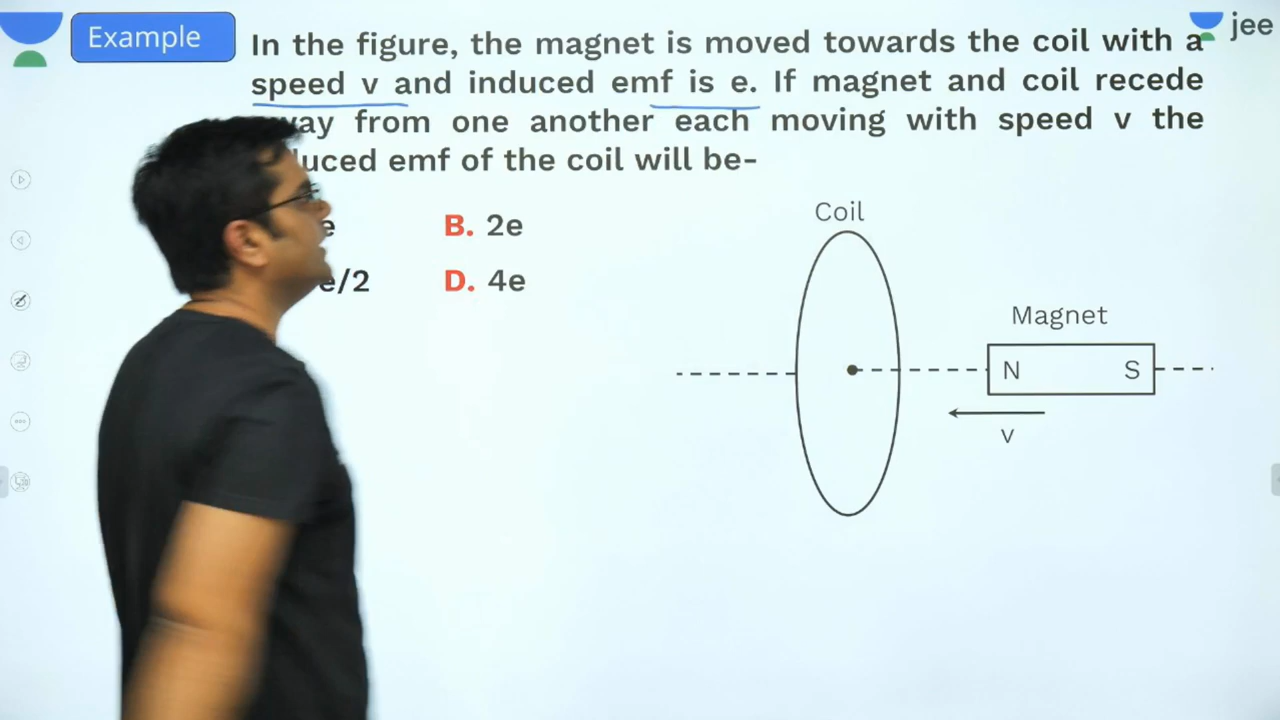 Example
jee
In the figure, the magnet is moved towards the coil with a
speed v and induced emf is e. If magnet and coil recede
from one another each moving with speed v the
emf of the coil will be-
B. 2e
e/2
D. 4e
Coil
Magnet
N S
v